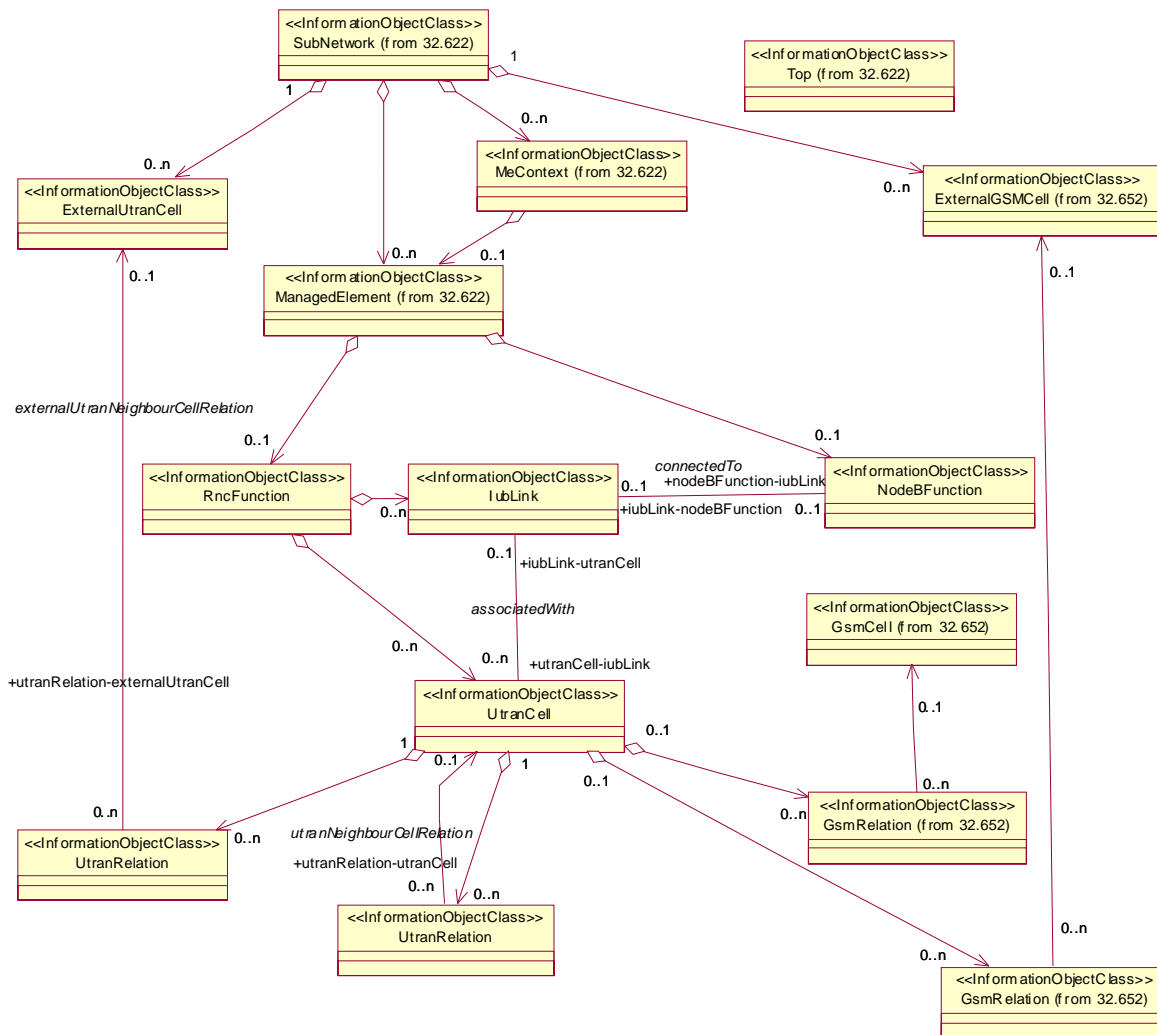 <<InformationObjectClass>>
SubNetwork (from 32.622)
1
1
<<InformationObjectClass>>
Top (from 32.622)
0..n
<<InformationObjectClass>>
MeContext (from 32.622)
0..n
<<InformationObjectClass>>
ExternalUtranCell
0..n
<<InformationObjectClass>>
ExternalGSMCell (from 32.652)
0..n
0..1
0..1
0..1
<<InformationObjectClass>>
ManagedElement (from 32.622)
externalUtranNeighbourCellRelation
0..1
0..1
<<InformationObjectClass>>
RncFunction
0..n
<<InformationObjectClass>>
IubLink
0..1
connectedTo
+nodeBFunction-iubLink
+iubLink-nodeBFunction
0..1
<<InformationObjectClass>>
NodeBFunction
0..1
+iubLink-utranCell
associatedWith
<<InformationObjectClass>>
GsmCell (from 32.652)
0..n
0..n
+utranCell-iubLink
+utranRelation-externalUtranCell
<<InformationObjectClass>>
UtranCell
0..1
1
0..1
1
0..1
0..1
0..n
0..n
0..n
<<InformationObjectClass>>
GsmRelation (from 32.652)
0..n
<<InformationObjectClass>>
UtranRelation
utranNeighbourCellRelation
+utranRelation-utranCell
0..n
0..n
<<InformationObjectClass>>
UtranRelation
0..n
0..n
<<InformationObjectClass>>
GsmRelation (from 32.652)